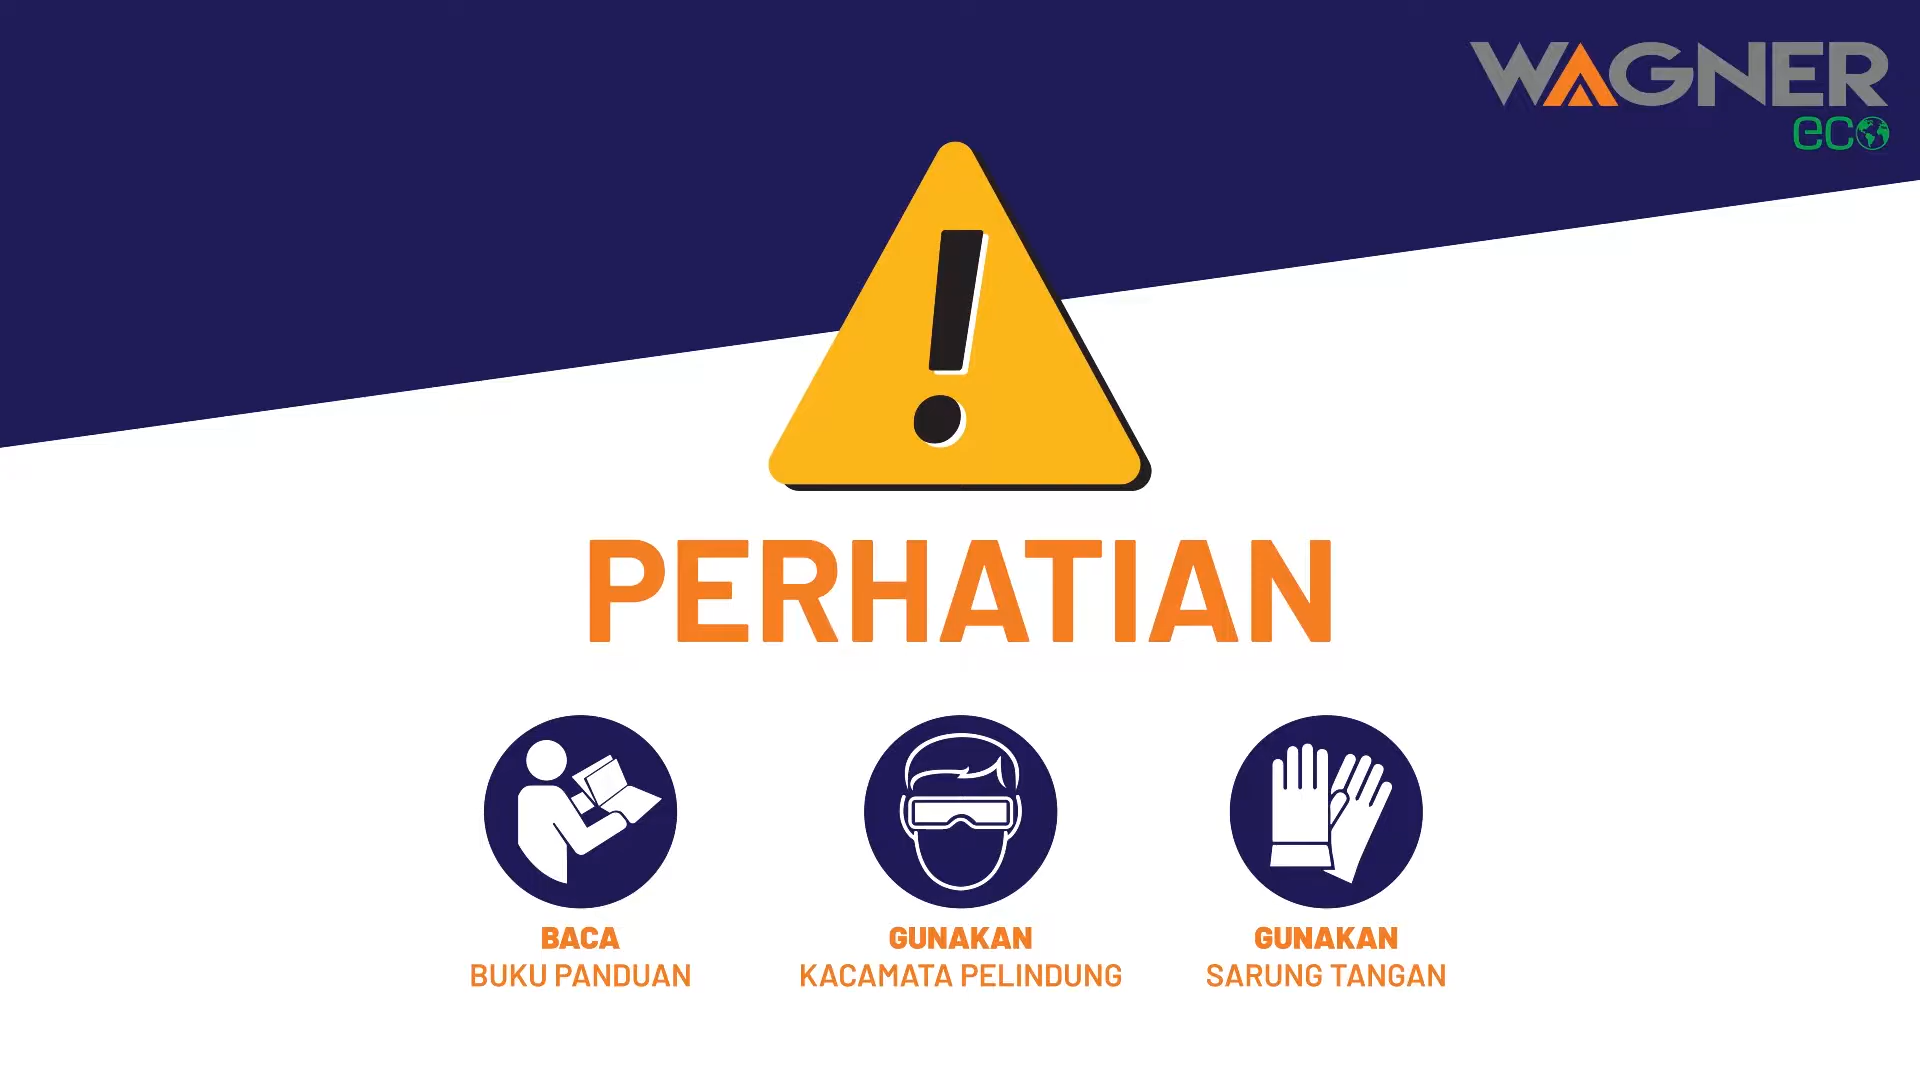 WAGNER
eco
PERHATIAN
BACA
BUKU PANDUAN
GUNAKAN
KACAMATA PELINDUNG
GUNAKAN
SARUNG TANGAN